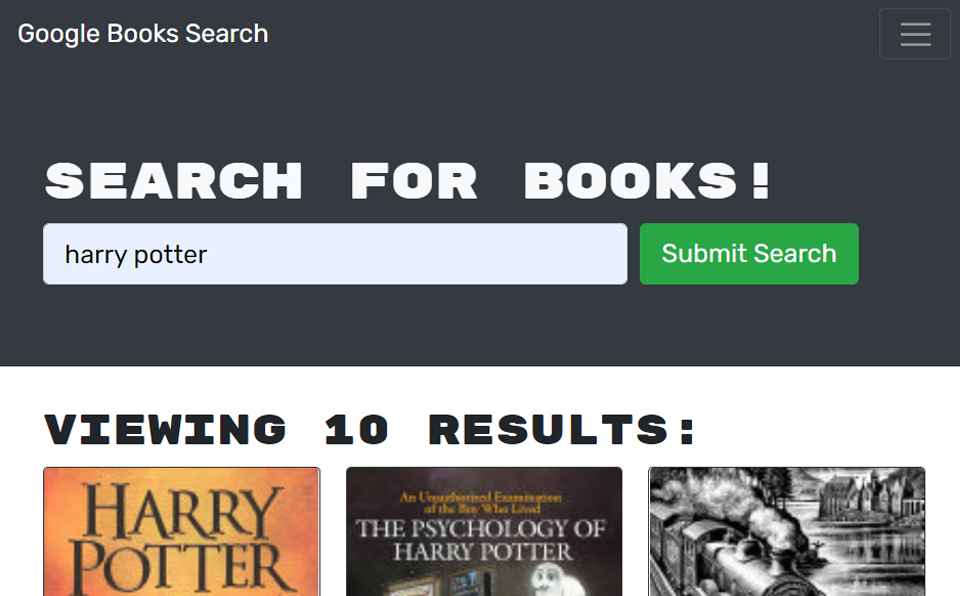 Google Books Search
SEARCH FOR BOOKS!
harry potter
Submit Search
VIEWING 10 RESULTS:
HARRY
POTTER
An Unauthorized Examination
of the Boy Who Lived
THE PSYCHOLOGY OF
HARRY POTTER